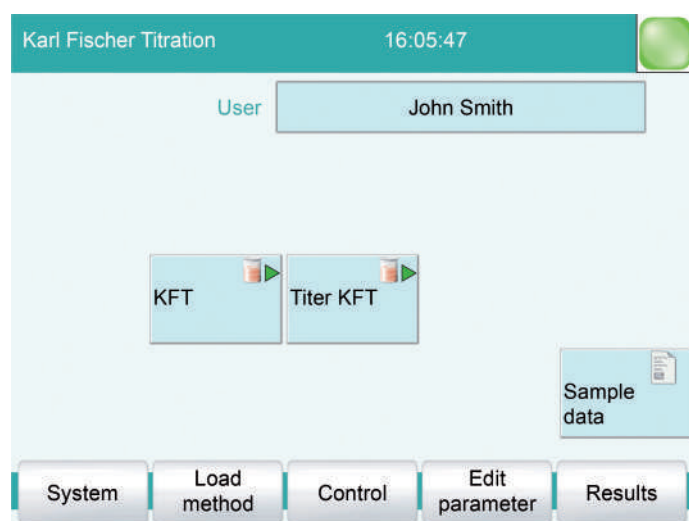 Karl Fischer Titration 16:05:47
User John Smith
KFT Titer KFT
Sample
data
System Load method Control Edit parameter Results